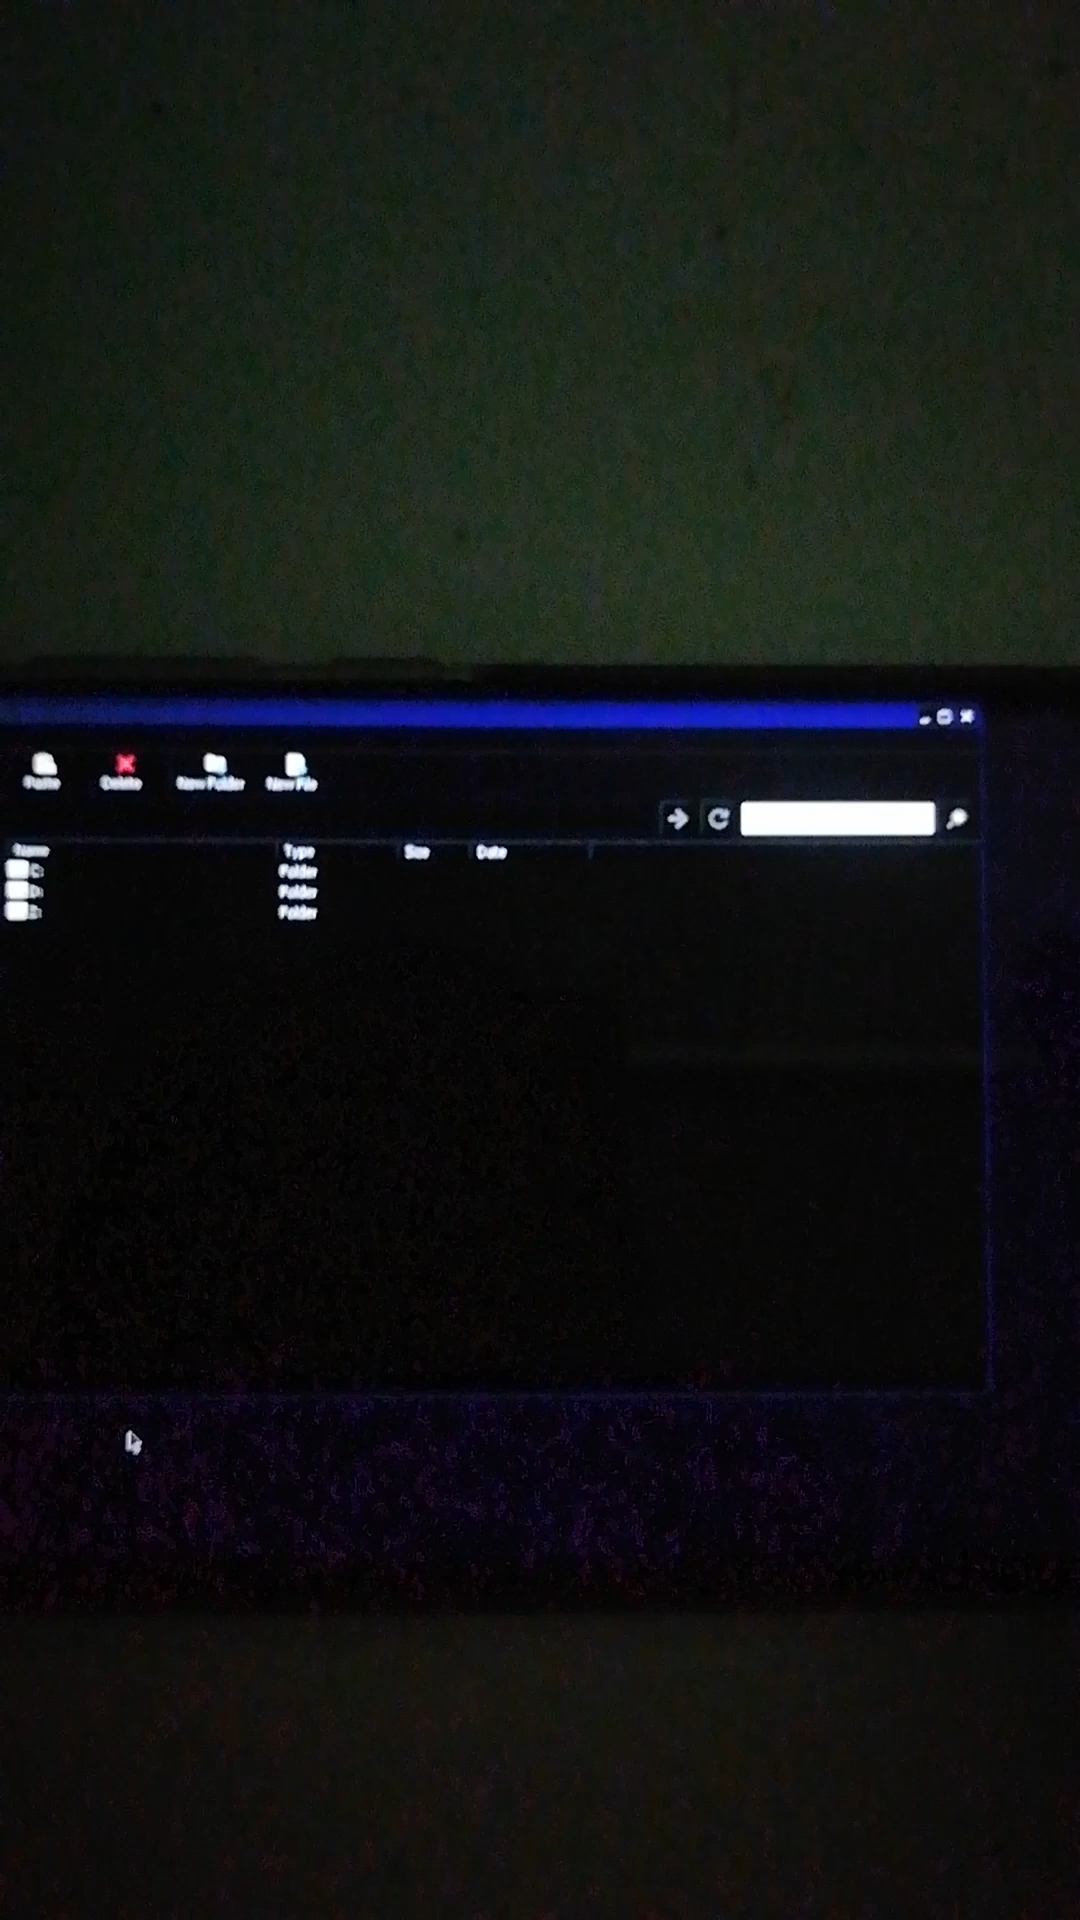 Paste Delete New Folder New File
Name Type Size Date
C: Folder
D: Folder
Folder